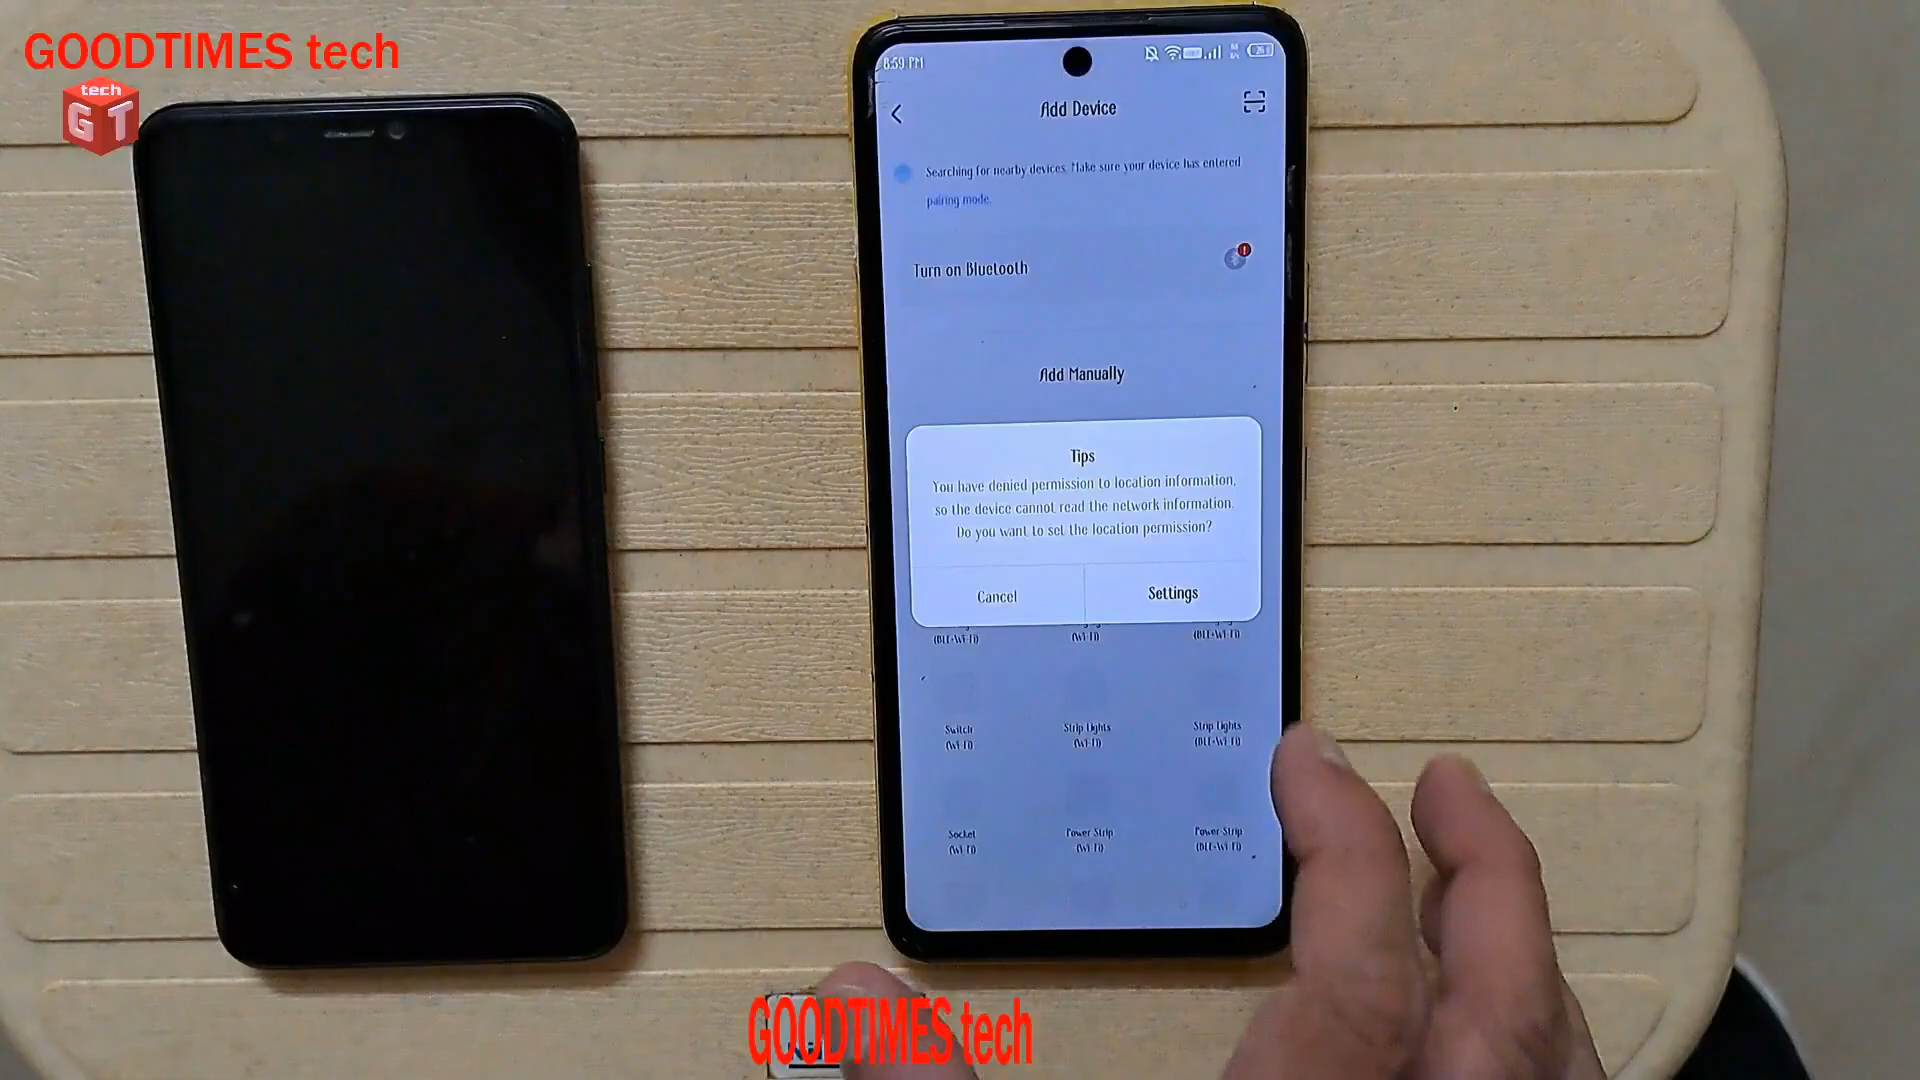 GOODTIMES tech
tech
GT
8:59 PM
Add Device
Searching for nearby devices. Make sure your device has entered
pairing mode.
Turn on Bluetooth
Add Manually
Tips
You have denied permission to location information,
so the device cannot read the network information.
Do you want to set the location permission?
Cancel
Settings
(BLE+Wi-Fi)
(Wi-Fi)
(BLE+Wi-Fi)
Switch
(Wi-Fi)
Strip Lights
(Wi-Fi)
Strip Lights
(BLE+Wi-Fi)
Socket
(Wi-Fi)
Power Strip
(Wi-Fi)
Power Strip
(BLE+Wi-Fi)
GOODTIMES tech